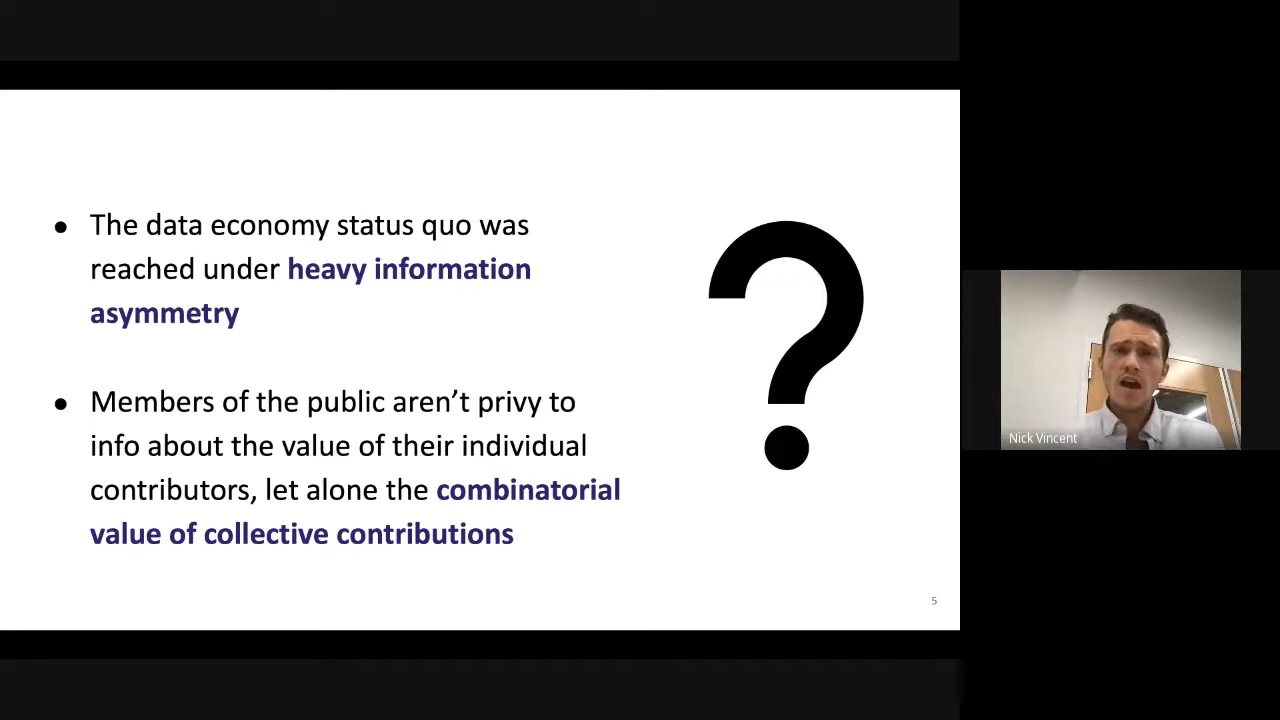 ● The data economy status quo was
reached under heavy information
asymmetry
● Members of the public aren’t privy to
info about the value of their individual
contributors, let alone the combinatorial
value of collective contributions
5
Nick Vincent